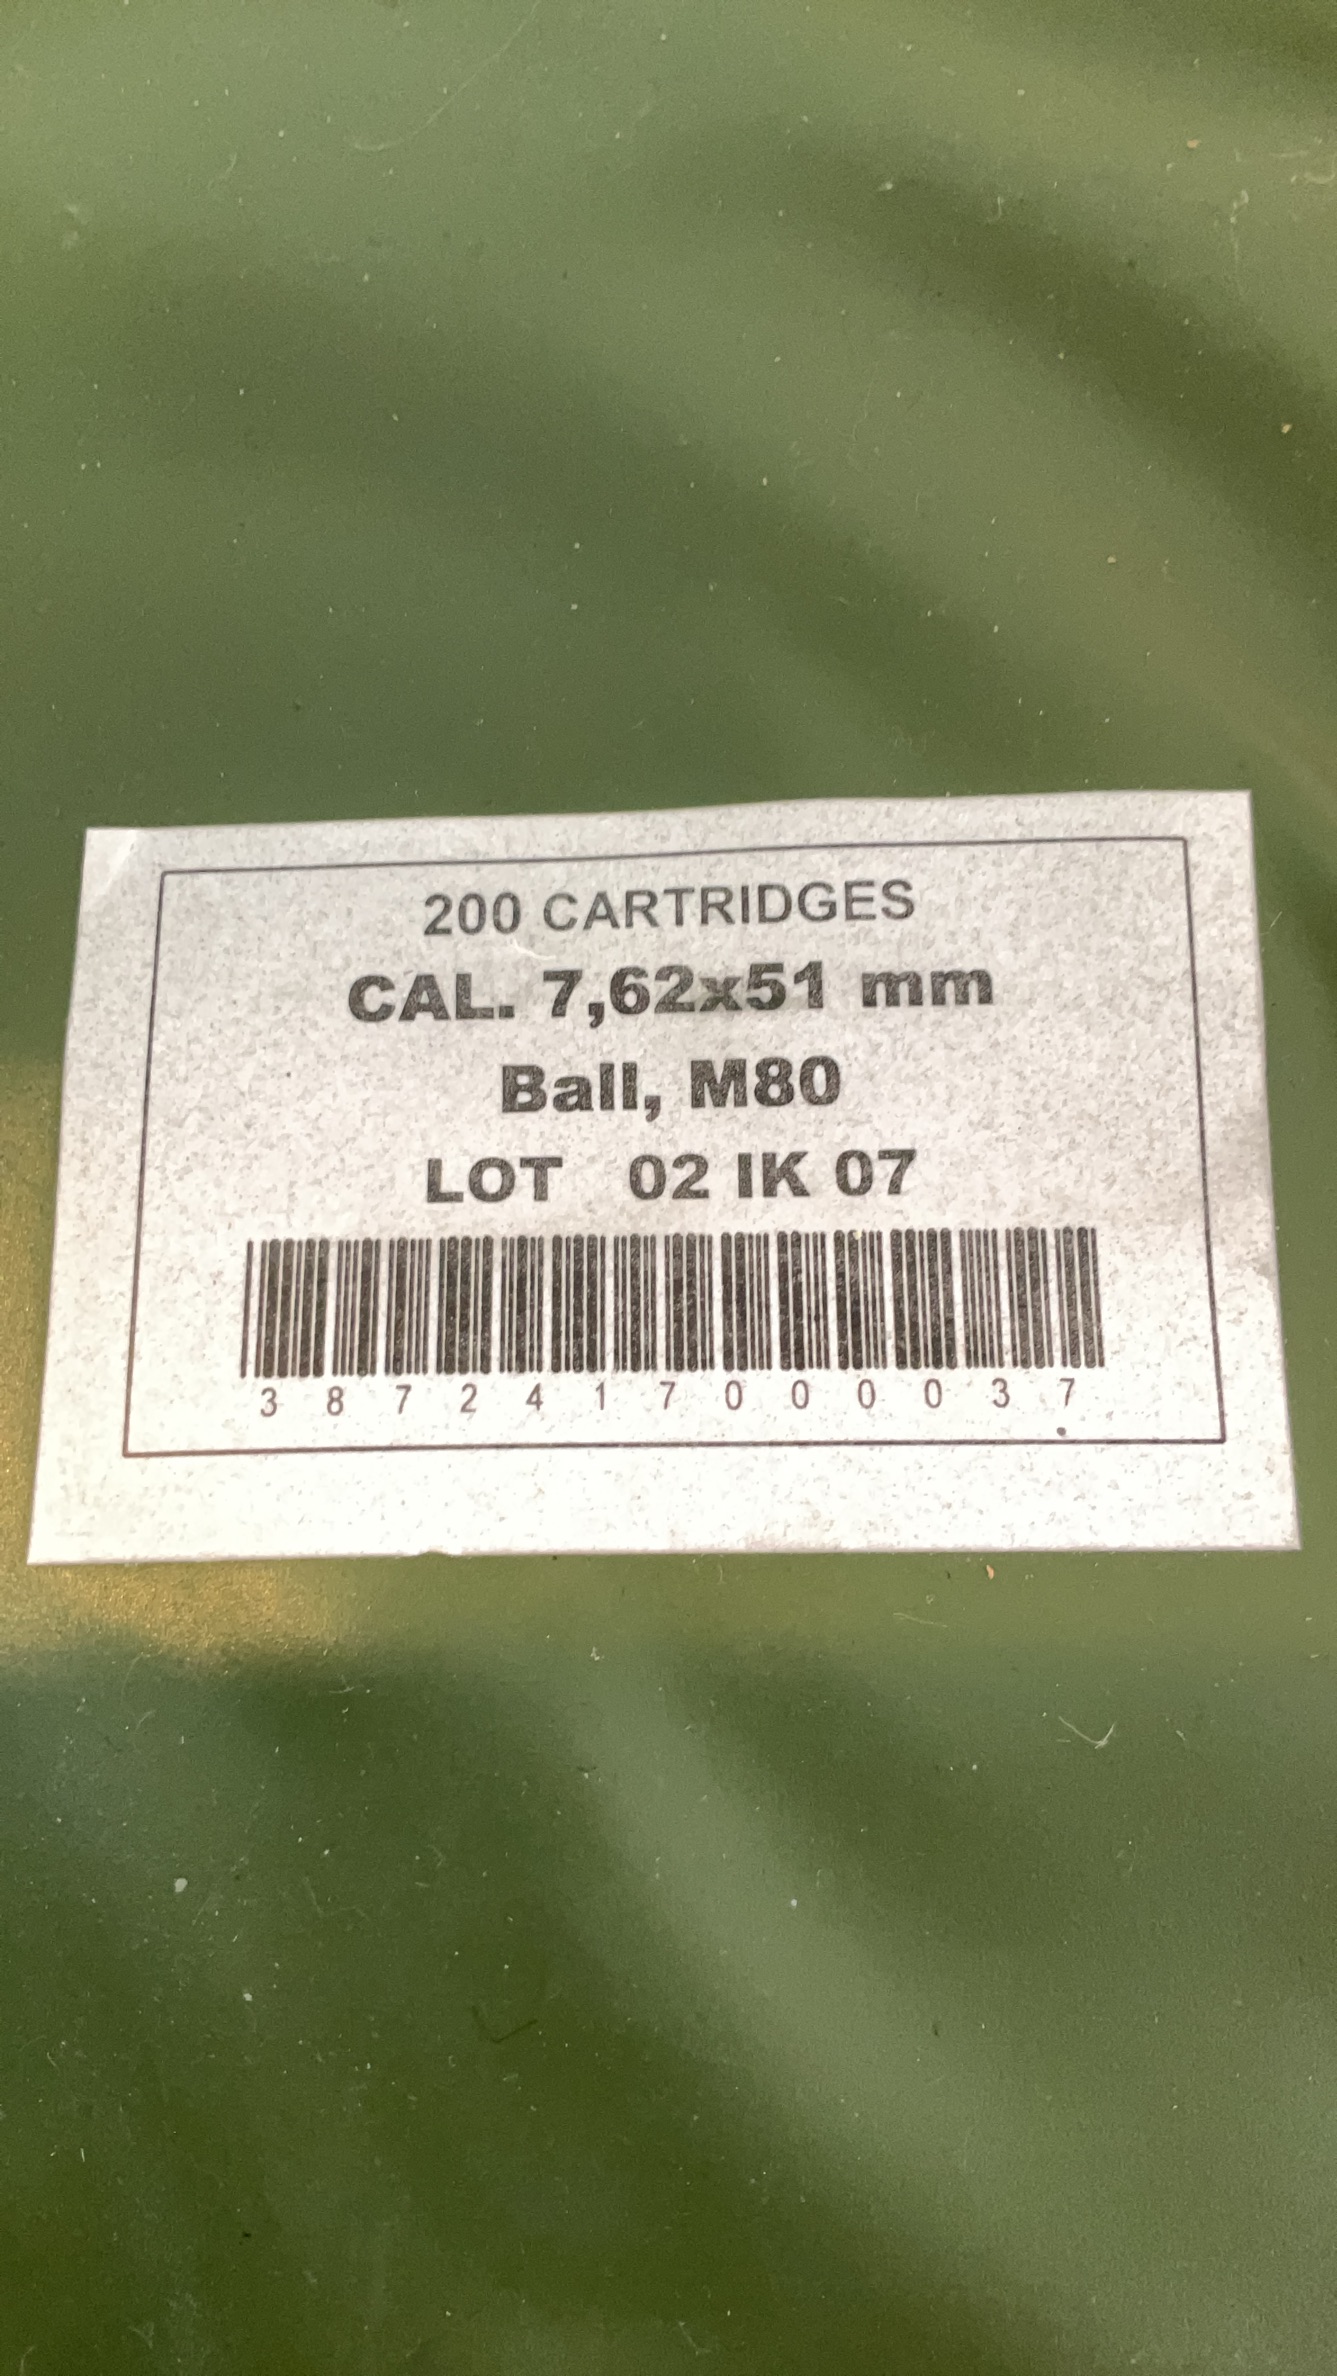 200 CARTRIDGES
CAL. 7,62x51 mm
Ball, M80
LOT 02 IK 07
3 8 7 2 4 1 7 0 0 0 0 3 7